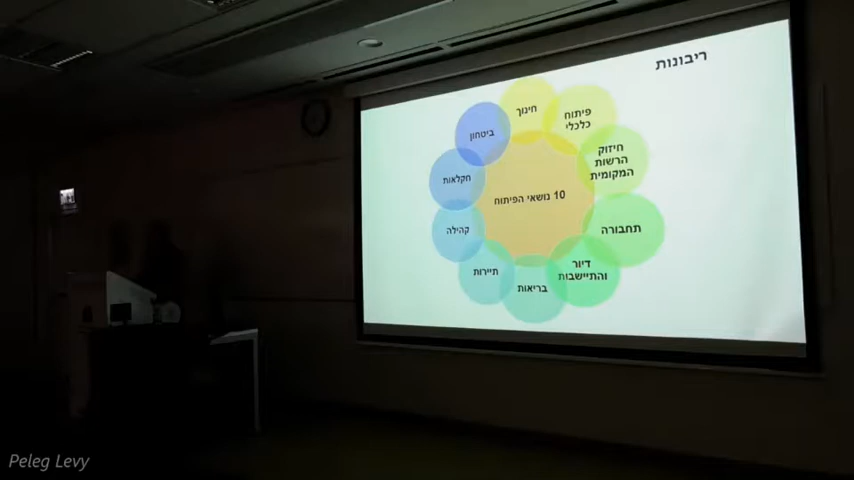 ריבונות
חינוך
פיתוח
כלכלי
חיזוק
הרשות
המקומית
תחבורה
דיור
והתיישבות
בריאות
תיירות
קהילה
חקלאות
ביטחון
10 נושאי הפיתוח
Peleg Levy